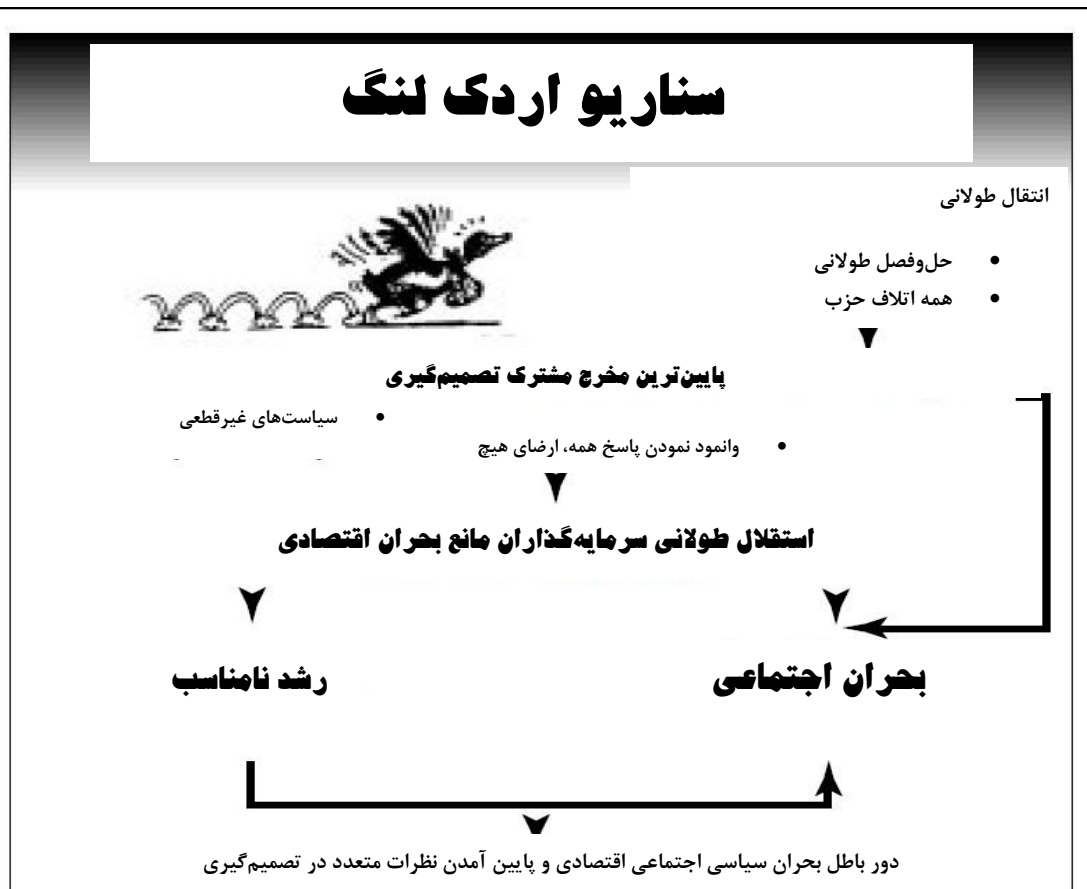 سناریو اردک لنگ
انتقال طولانی
• حل‌وفصل طولانی
• همه اتلاف حزب
پایین‌ترین مخرج مشترک تصمیم‌گیری
• سیاست‌های غیرقطعی
• وانمود نمودن پاسخ همه، ارضای هیچ
استقلال طولانی سرمایه‌گذاران مانع بحران اقتصادی
بحران اجتماعی
رشد نامناسب
دور باطل بحران سیاسی اجتماعی اقتصادی و پایین آمدن نظرات متعدد در تصمیم‌گیری